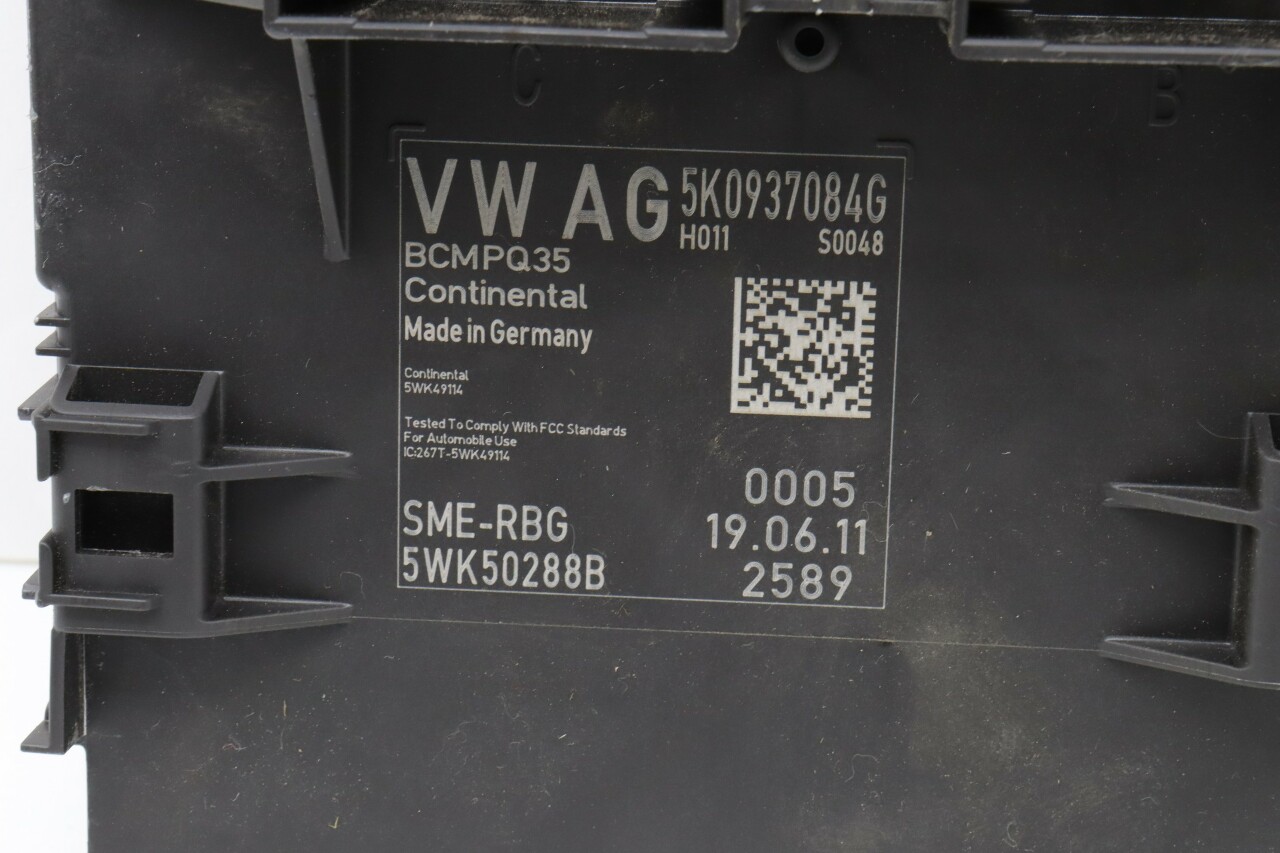 C
B
VW AG 5K0937084G
H011 S0048
BCMPQ35
Continental
Made in Germany
Continental
5WK49114
Tested To Comply With FCC Standards
For Automobile Use
IC:267T-5WK49114
0005
SME-RBG 19.06.11
5WK50288B 2589